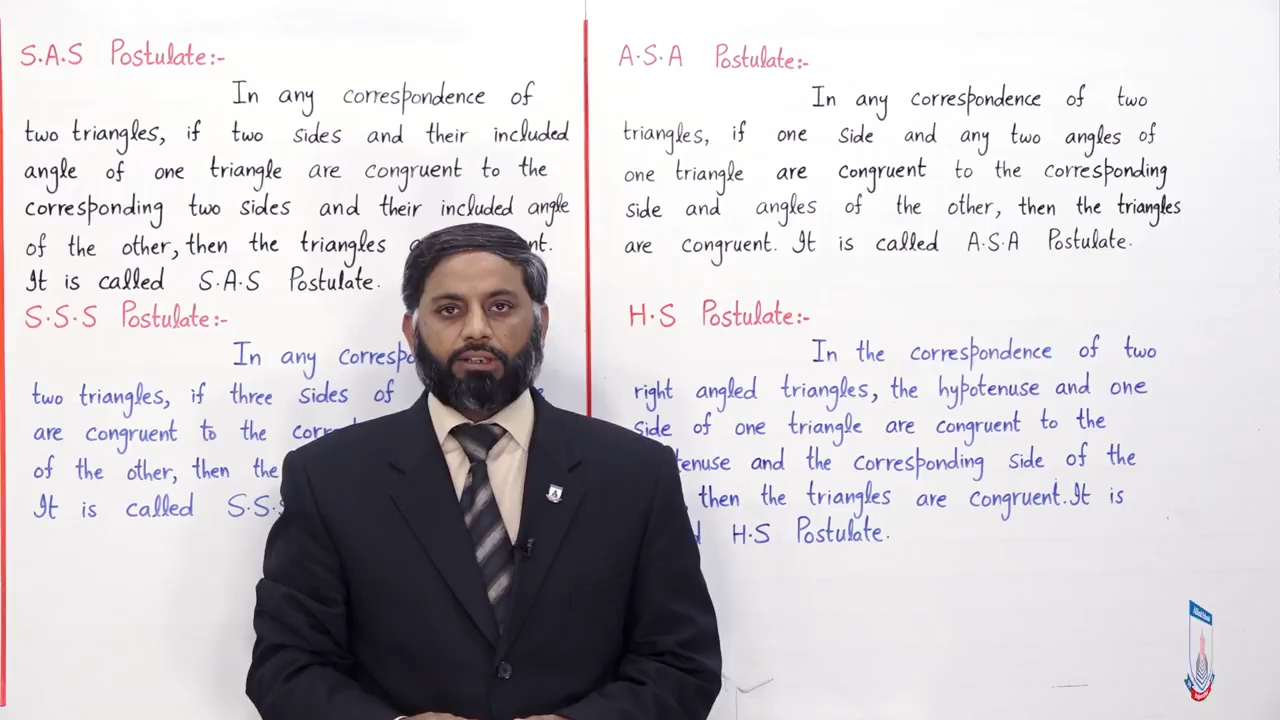 S.A.S Postulate:-
In any correspondence of
two triangles, if two sides and their included
angle of one triangle are congruent to the
corresponding two sides and their included angle
of the other, then the triangles
It is called S.A.S Postulate.
S.S.S Postulate:-
In any
two triangles, if three sides of
are congruent to the
of the other, then the
It is called
A.S.A Postulate:-
In any correspondence of two
triangles, if one side and any two angles of
one triangle are congruent to the corresponding
side and angles of the other, then the triangles
are congruent. It is called A.S.A Postulate.
H.S Postulate:-
In the correspondence of two
right angled triangles, the hypotenuse and one
side of one triangle are congruent to the
and the corresponding side of the
then the triangles are congruent. It is
H.S Postulate.
Allied School